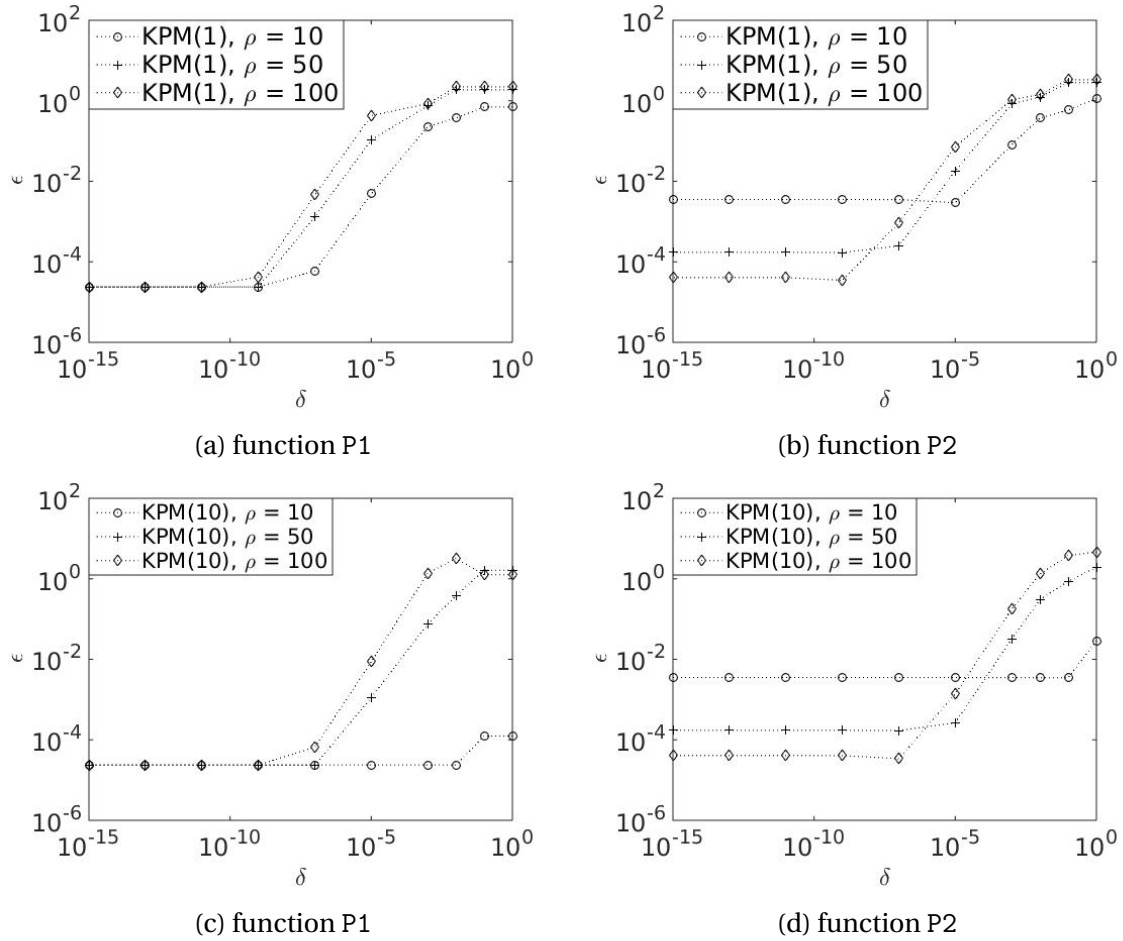 KPM(1), ρ = 10
KPM(1), ρ = 50
KPM(1), ρ = 100
10^2
10^0
10^-2
10^-4
10^-6
ϵ
10^-15
10^-10
10^-5
10^0
δ
(a) function P1
KPM(1), ρ = 10
KPM(1), ρ = 50
KPM(1), ρ = 100
10^2
10^0
10^-2
10^-4
10^-6
ϵ
10^-15
10^-10
10^-5
10^0
δ
(b) function P2
KPM(10), ρ = 10
KPM(10), ρ = 50
KPM(10), ρ = 100
10^2
10^0
10^-2
10^-4
10^-6
ϵ
10^-15
10^-10
10^-5
10^0
δ
(c) function P1
KPM(10), ρ = 10
KPM(10), ρ = 50
KPM(10), ρ = 100
10^2
10^0
10^-2
10^-4
10^-6
ϵ
10^-15
10^-10
10^-5
10^0
δ
(d) function P2